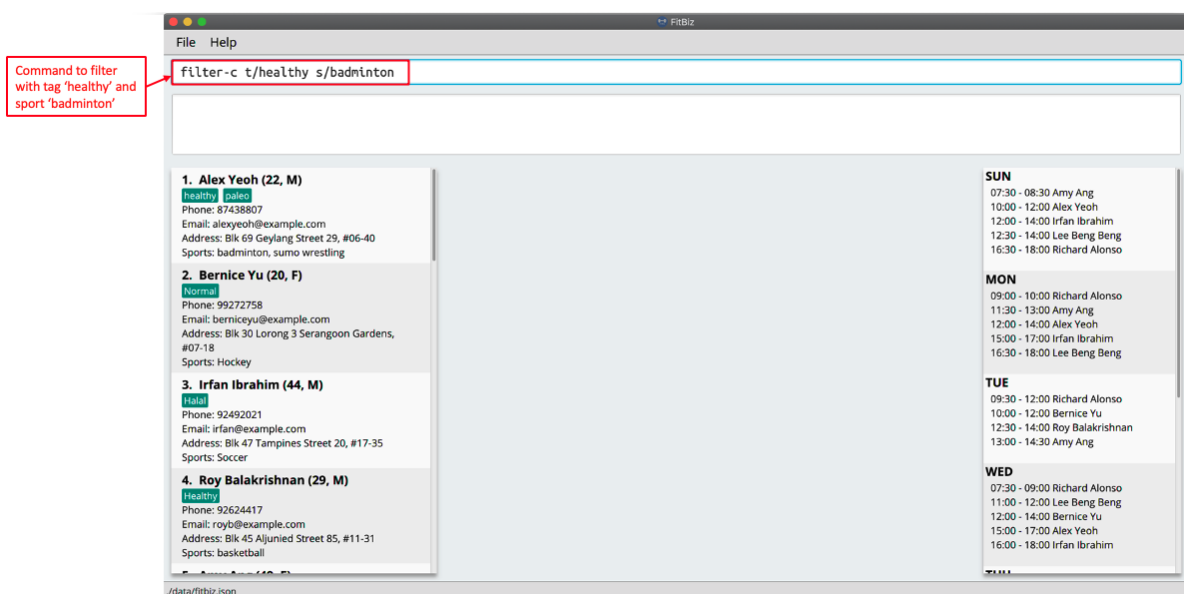 FitBiz
File Help
Command to filter
with tag ‘healthy’ and
sport ‘badminton’
filter-c t/healthy s/badminton
1. Alex Yeoh (22, M)
healthy paleo
Phone: 87438807
Email: alexyeoh@example.com
Address: Blk 69 Geylang Street 29, #06-40
Sports: badminton, sumo wrestling
2. Bernice Yu (20, F)
Normal
Phone: 99272758
Email: berniceyu@example.com
Address: Blk 30 Lorong 3 Serangoon Gardens,
#07-18
Sports: Hockey
3. Irfan Ibrahim (44, M)
Halal
Phone: 92492021
Email: irfan@example.com
Address: Blk 47 Tampines Street 20, #17-35
Sports: Soccer
4. Roy Balakrishnan (29, M)
Healthy
Phone: 92624417
Email: royb@example.com
Address: Blk 45 Aljunied Street 85, #11-31
Sports: basketball
SUN
07:30 - 08:30 Amy Ang
10:00 - 12:00 Alex Yeoh
12:00 - 14:00 Irfan Ibrahim
12:30 - 14:00 Lee Beng Beng
16:30 - 18:00 Richard Alonso
MON
09:00 - 10:00 Richard Alonso
11:30 - 13:00 Amy Ang
12:00 - 14:00 Alex Yeoh
15:00 - 17:00 Irfan Ibrahim
16:30 - 18:00 Lee Beng Beng
TUE
09:30 - 12:00 Richard Alonso
10:00 - 12:00 Bernice Yu
12:30 - 14:00 Roy Balakrishnan
13:00 - 14:30 Amy Ang
WED
07:30 - 09:00 Richard Alonso
11:00 - 12:00 Lee Beng Beng
12:00 - 14:00 Bernice Yu
15:00 - 17:00 Alex Yeoh
16:00 - 18:00 Irfan Ibrahim
/data/fitbiz.json